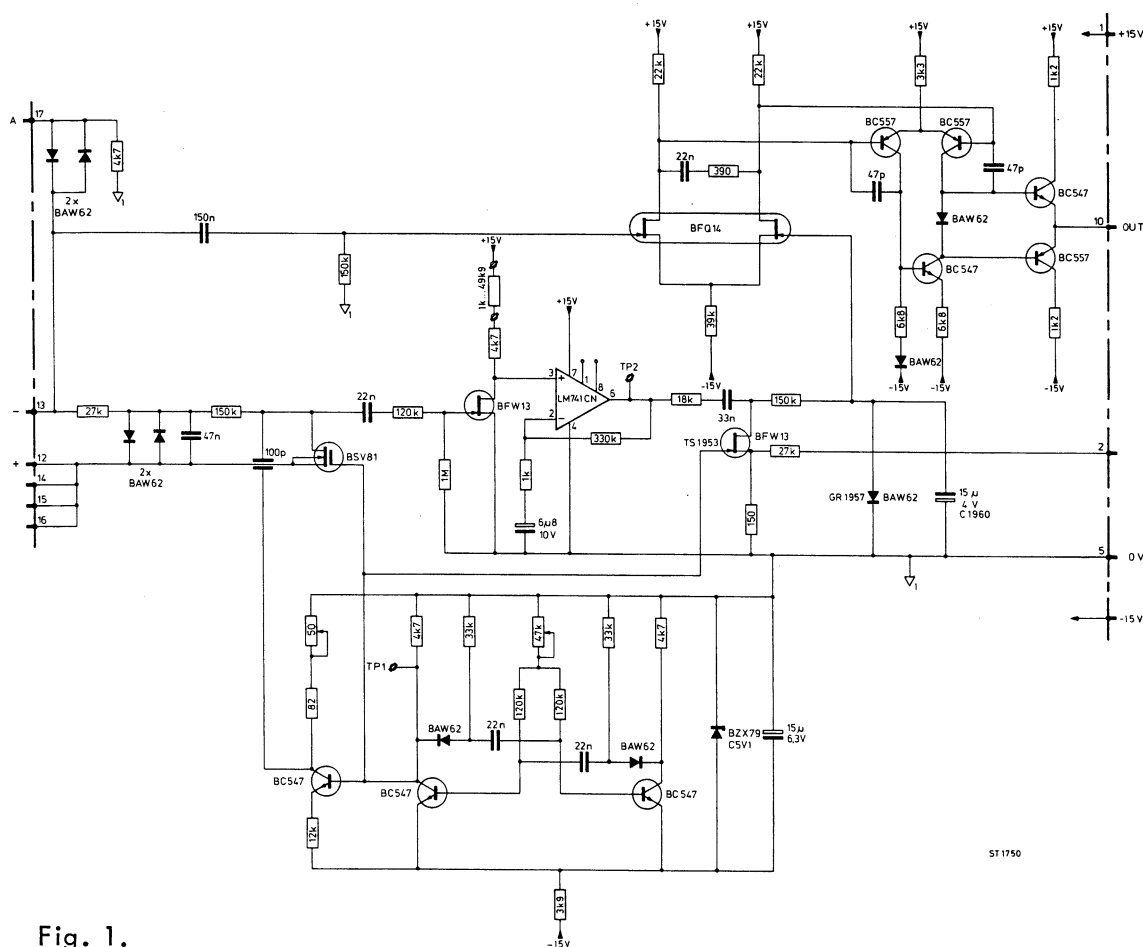 +15V +15V +15V +15V 1 +15V
22k 22k 3k3 1k2
A 17
4k7
2x
BAW62
BC557 BC557
22n 390 47p 47p
BC547
BAW62
10 OUT
150n
BFQ14
BC547 BC557
150k
1
+15V
1k...49k9
4k7
+15V
39k
-15V
6k8 6k8 1k2
BAW62
-15V -15V -15V
TP2
3 + 7 1 8 6
LM741CN
2 - 4
- 13
27k 150k 22n 120k BFW13
18k 33n 150k
330k
47n
+ 12
14
15
16
2x
BAW62
100p
BSV81
1M
1k
6µ8
10V
TS1953 BFW13
27k
2
150
GR1957 BAW62
15µ
4V
C1960
5 0V
1
-15V
50
4k7 33k 47k 33k 4k7
TP1
82
120k 120k
BAW62 22n 22n BAW62
BZX79
C5V1
15µ
6,3V
BC547 BC547 BC547
12k
3k9
-15V
ST1750
Fig. 1.